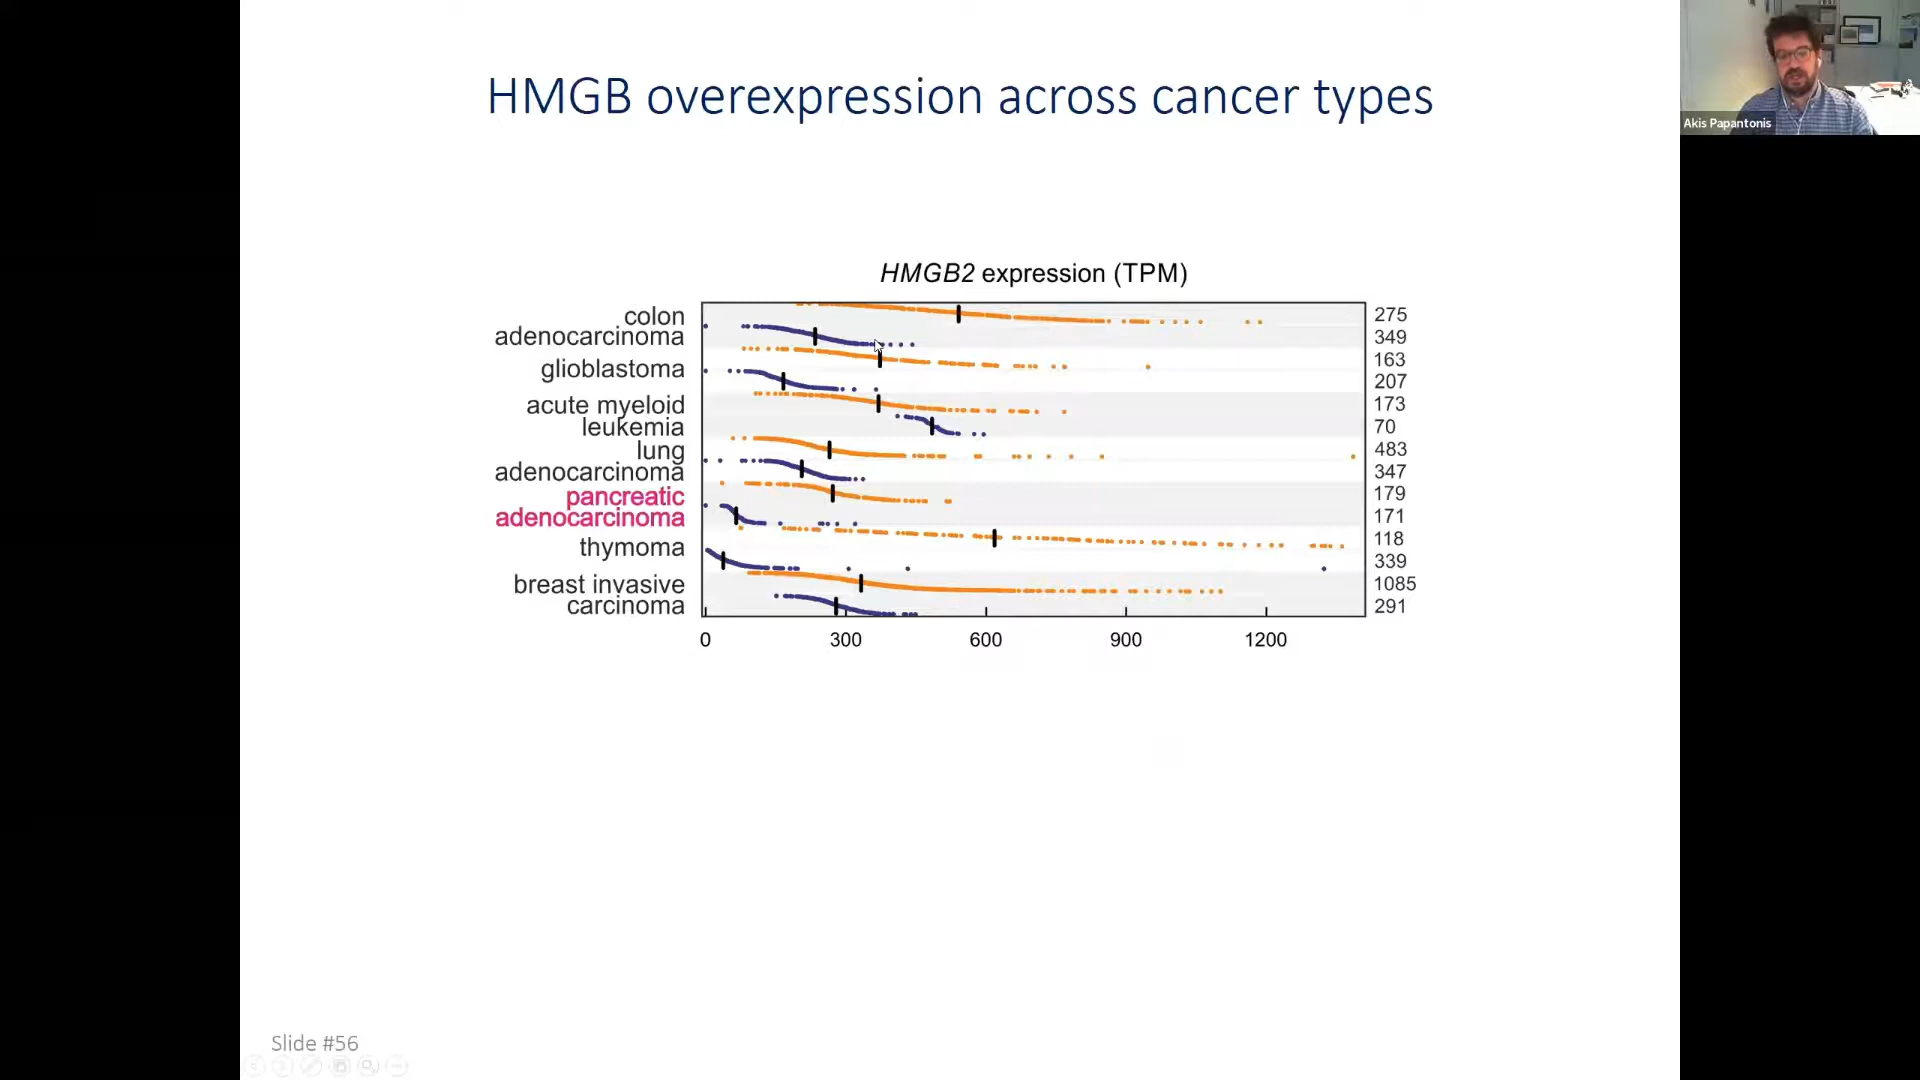 HMGB overexpression across cancer types
Akis Papantonis
HMGB2 expression (TPM)
colon
adenocarcinoma
glioblastoma
acute myeloid
leukemia
lung
adenocarcinoma
pancreatic
adenocarcinoma
thymoma
breast invasive
carcinoma
275
349
163
207
173
70
483
347
179
171
118
339
1085
291
0 300 600 900 1200
Slide #56